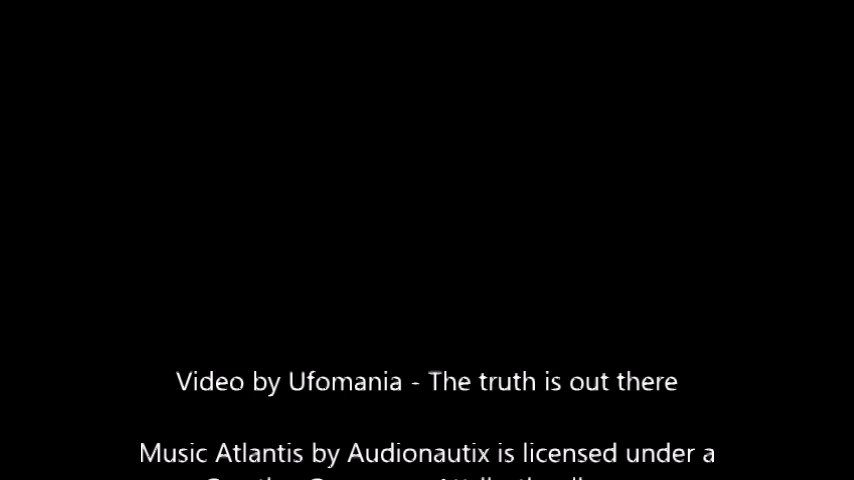 Video by Ufomania - The truth is out there
Music Atlantis by Audionautix is licensed under a